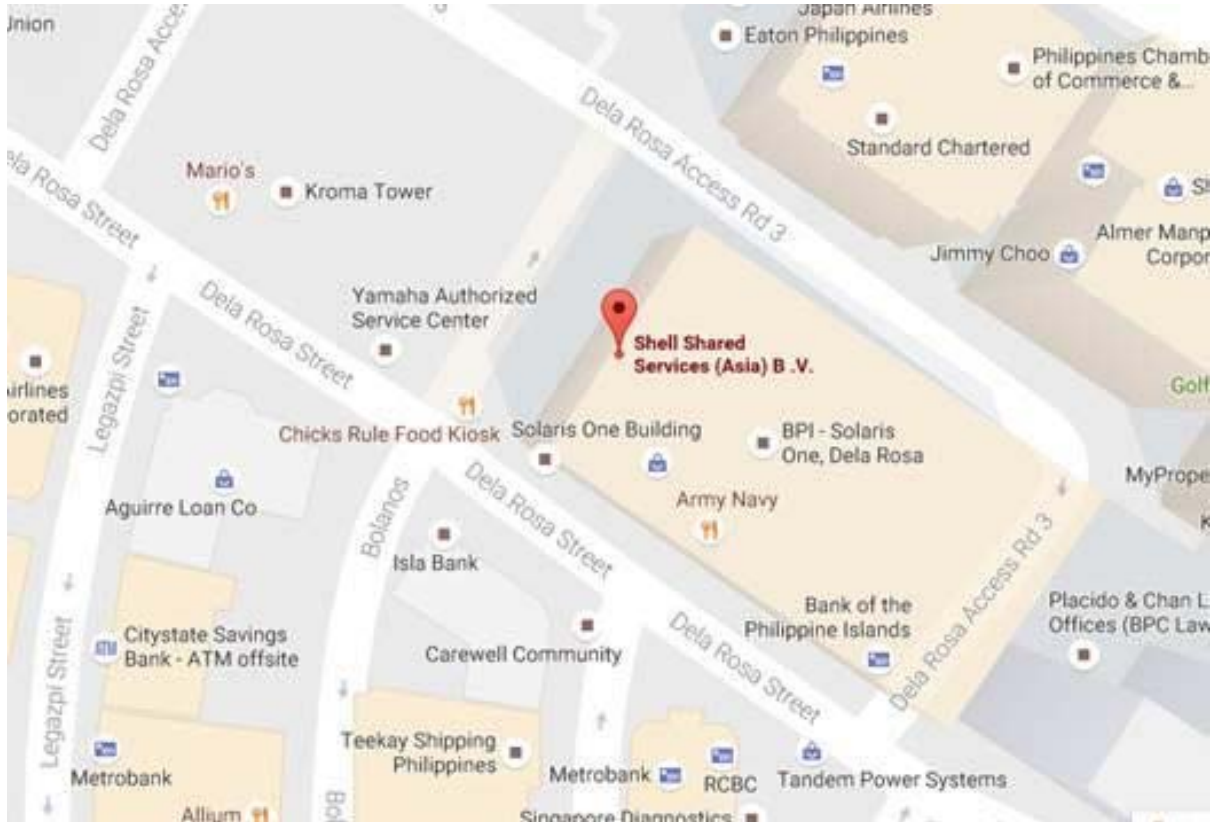 Union
Dela Rosa Acce
Japan Airlines
Eaton Philippines
Philippines Chamb
of Commerce &...
Dela Rosa Access Rd 3
Standard Chartered
ela Rosa Street
Mario's
Kroma Tower
Jimmy Choo
Almer Manp
Corpor
Dela Rosa Street
Yamaha Authorized
Service Center
Legazpi Street
Shell Shared
Services (Asia) B .V.
Airlines
orated
Golf
Chicks Rule Food Kiosk
Solaris One Building
BPI - Solaris
One, Dela Rosa
MyPrope
Aguirre Loan Co
Bolanos
Dela Rosa Street
Army Navy
K
Isla Bank
Dela Rosa Access Rd 3
Placido & Chan L
Offices (BPC Law
Bank of the
Philippine Islands
Citystate Savings
Bank - ATM offsite
ATM
Carewell Community
Dela Rosa Street
Legazpi Street
Teekay Shipping
Philippines
Metrobank
Metrobank
RCBC
Tandem Power Systems
Allium
Bo
Singapore Diagnostics